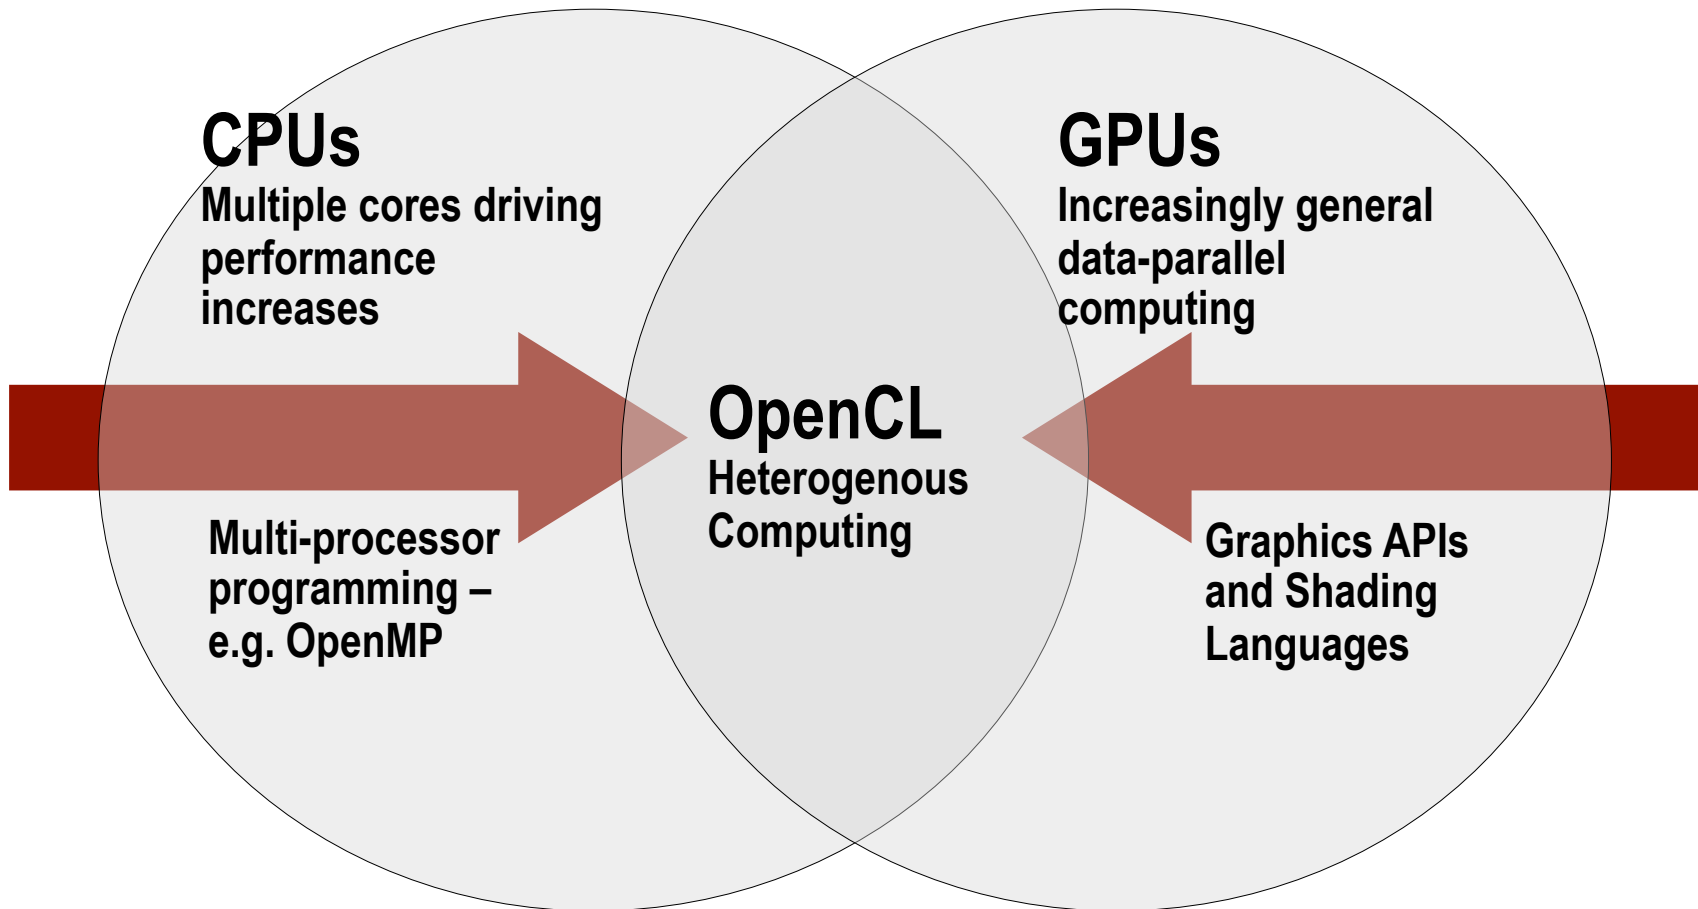 CPUs
Multiple cores driving
performance
increases
Multi-processor
programming –
e.g. OpenMP
OpenCL
Heterogenous
Computing
GPUs
Increasingly general
data-parallel
computing
Graphics APIs
and Shading
Languages